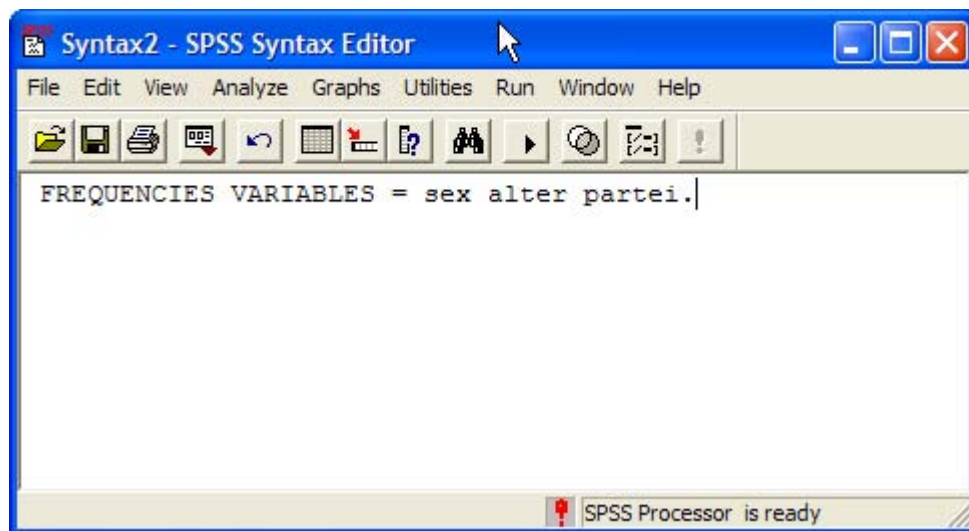 Syntax2 - SPSS Syntax Editor
File Edit View Analyze Graphs Utilities Run Window Help
FREQUENCIES VARIABLES = sex alter partei.
SPSS Processor is ready